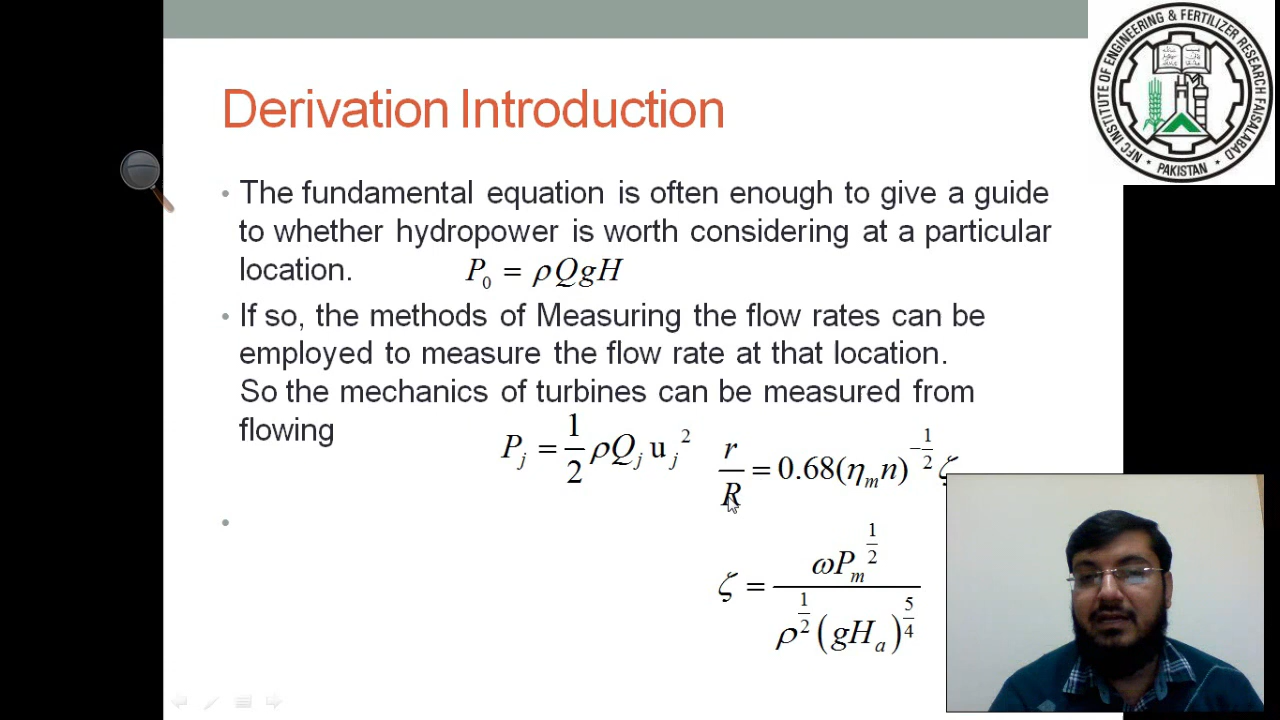 Derivation Introduction
• The fundamental equation is often enough to give a guide
to whether hydropower is worth considering at a particular
location. P₀ = ρQgH
• If so, the methods of Measuring the flow rates can be
employed to measure the flow rate at that location.
So the mechanics of turbines can be measured from
flowing
P_j = 1/2 ρQ_j u_j²
r/R = 0.68(η_m n)^(-1/2) ζ
•
ζ = ωP_m^(1/2) / ρ^(1/2) (gH_a)^(5/4)
NFC INSTITUTE OF ENGINEERING & FERTILIZER RESEARCH FAISALABAD
• PAKISTAN •